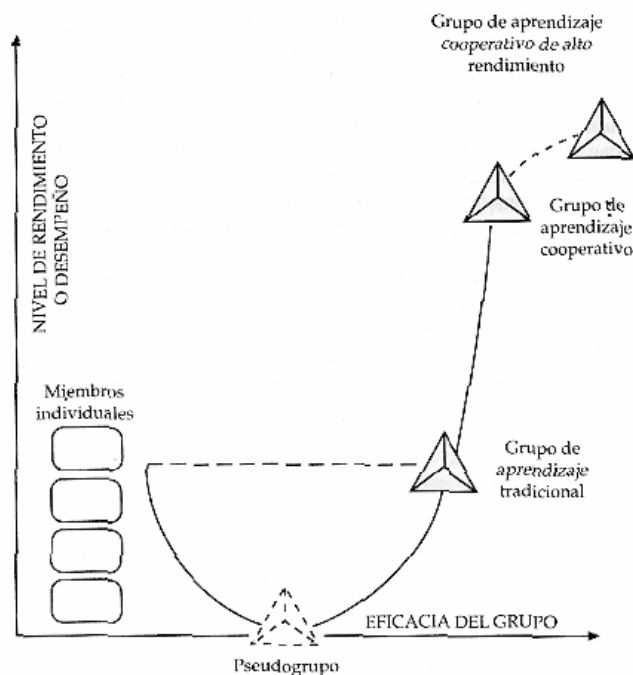 Grupo de aprendizaje
cooperativo de alto
rendimiento
NIVEL DE RENDIMIENTO
O DESEMPEÑO
Grupo de
aprendizaje
cooperativo
Miembros
individuales
Grupo de
aprendizaje
tradicional
EFICACIA DEL GRUPO
Pseudogrupo